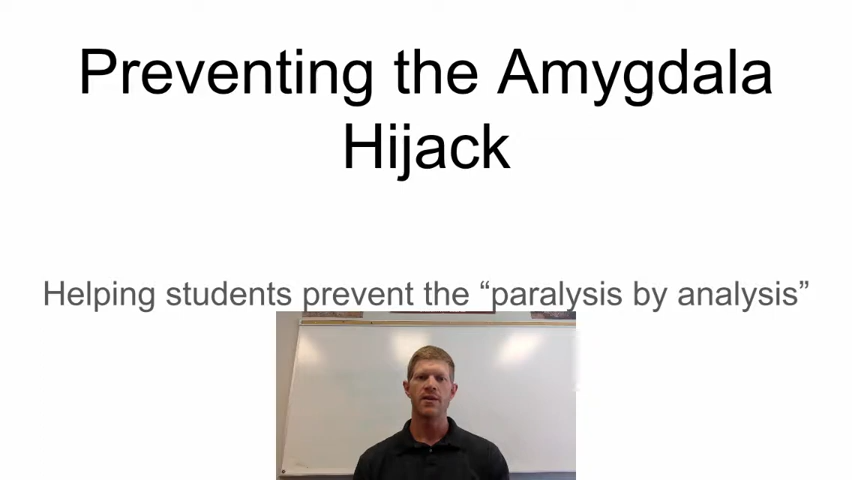 Preventing the Amygdala
Hijack
Helping students prevent the “paralysis by analysis”